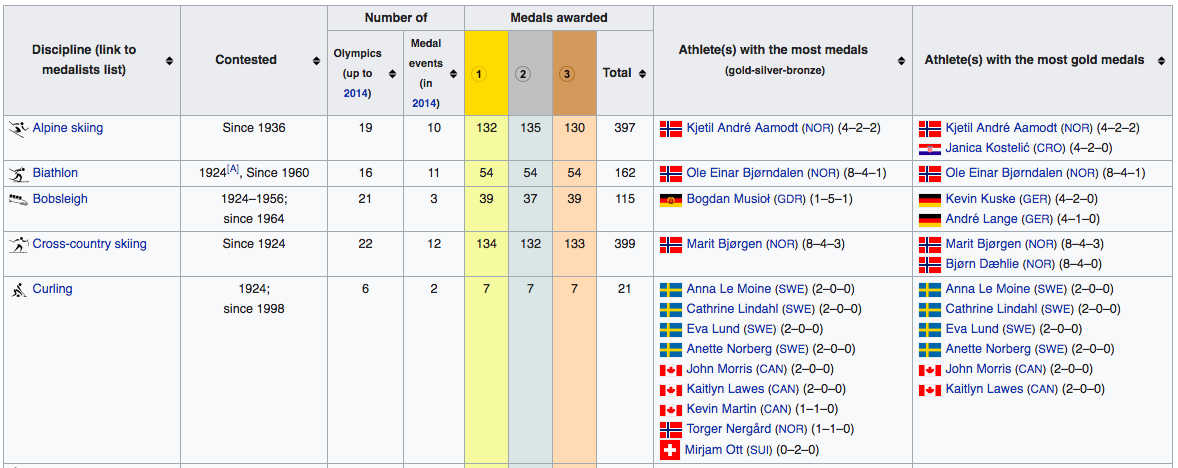 Number of Medals awarded
Discipline (link to
medalists list)
Contested
Olympics
(up to
2014)
Medal
events
(in
2014)
1 2 3 Total
Athlete(s) with the most medals
(gold-silver-bronze)
Athlete(s) with the most gold medals
Alpine skiing Since 1936 19 10 132 135 130 397 Kjetil André Aamodt (NOR) (4–2–2) Kjetil André Aamodt (NOR) (4–2–2)
Janica Kostelić (CRO) (4–2–0)
Biathlon 1924[A], Since 1960 16 11 54 54 54 162 Ole Einar Bjørndalen (NOR) (8–4–1) Ole Einar Bjørndalen (NOR) (8–4–1)
Bobsleigh 1924–1956; 21 3 39 37 39 115 Bogdan Musioł (GDR) (1–5–1) Kevin Kuske (GER) (4–2–0)
since 1964 André Lange (GER) (4–1–0)
Cross-country skiing Since 1924 22 12 134 132 133 399 Marit Bjørgen (NOR) (8–4–3) Marit Bjørgen (NOR) (8–4–3)
Bjørn Dæhlie (NOR) (8–4–0)
Curling 1924; 6 2 7 7 7 21 Anna Le Moine (SWE) (2–0–0) Anna Le Moine (SWE) (2–0–0)
since 1998 Cathrine Lindahl (SWE) (2–0–0) Cathrine Lindahl (SWE) (2–0–0)
Eva Lund (SWE) (2–0–0) Eva Lund (SWE) (2–0–0)
Anette Norberg (SWE) (2–0–0) Anette Norberg (SWE) (2–0–0)
John Morris (CAN) (2–0–0) John Morris (CAN) (2–0–0)
Kaitlyn Lawes (CAN) (2–0–0) Kaitlyn Lawes (CAN) (2–0–0)
Kevin Martin (CAN) (1–1–0)
Torger Nergård (NOR) (1–1–0)
Mirjam Ott (SUI) (0–2–0)